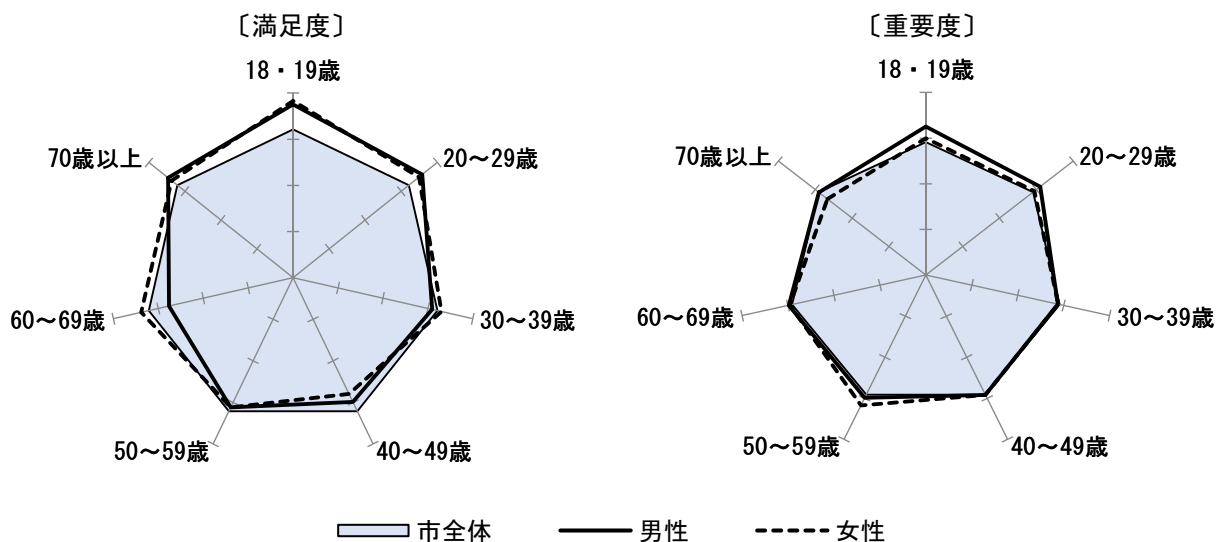 〔満足度〕
18・19歳
20～29歳
30～39歳
40～49歳
50～59歳
60～69歳
70歳以上
〔重要度〕
18・19歳
20～29歳
30～39歳
40～49歳
50～59歳
60～69歳
70歳以上
市全体 男性 女性